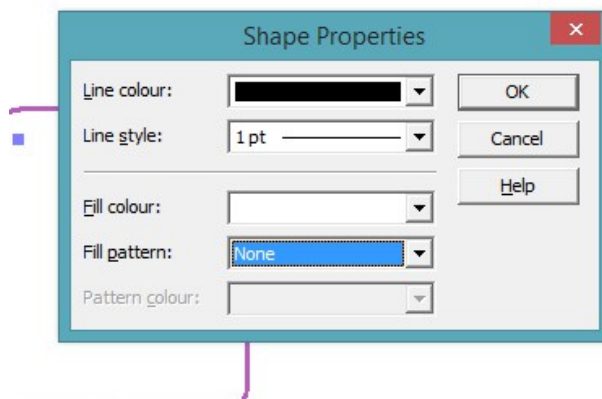 Shape Properties
Line colour:
OK
Line style:
1 pt
Cancel
Fill colour:
Help
Fill pattern:
None
Pattern colour: